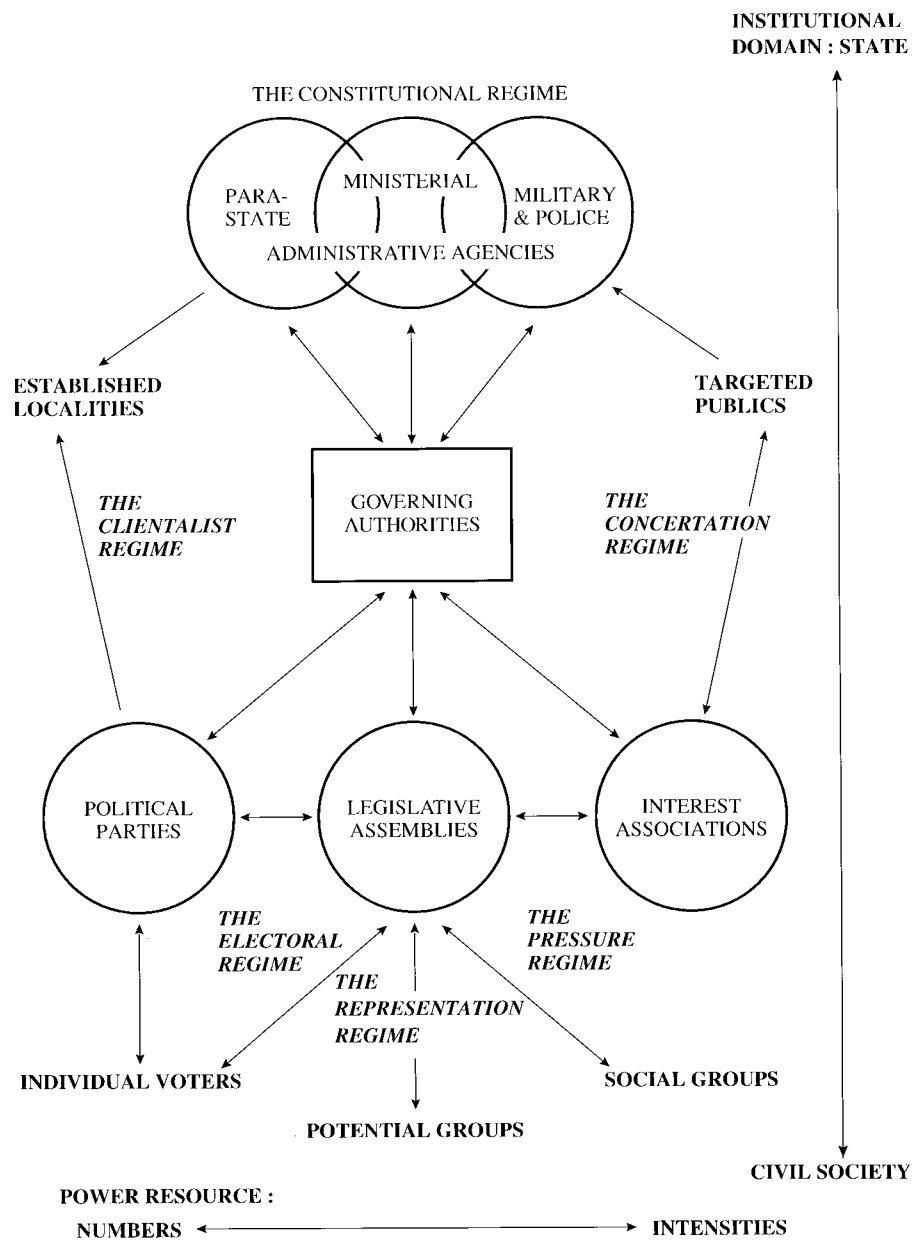 INSTITUTIONAL
DOMAIN : STATE
THE CONSTITUTIONAL REGIME
PARA-
STATE
MINISTERIAL
MILITARY
& POLICE
ADMINISTRATIVE AGENCIES
ESTABLISHED
LOCALITIES
TARGETED
PUBLICS
THE
CLIENTALIST
REGIME
GOVERNING
AUTHORITIES
THE
CONCERTATION
REGIME
POLITICAL
PARTIES
LEGISLATIVE
ASSEMBLIES
INTEREST
ASSOCIATIONS
THE
ELECTORAL
REGIME
THE
PRESSURE
REGIME
THE
REPRESENTATION
REGIME
INDIVIDUAL VOTERS
SOCIAL GROUPS
POTENTIAL GROUPS
CIVIL SOCIETY
POWER RESOURCE :
NUMBERS
INTENSITIES